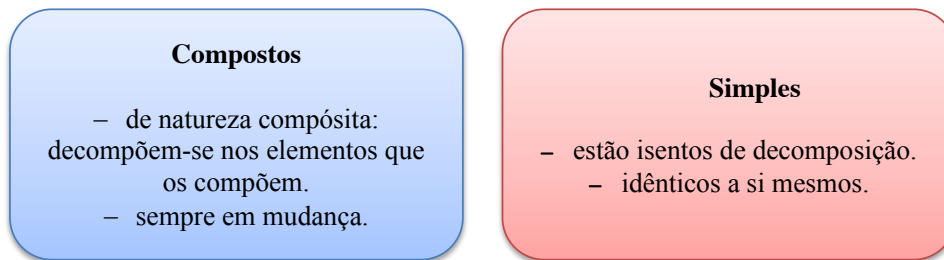 Compostos
– de natureza compósita:
decompõem-se nos elementos que
os compõem.
– sempre em mudança.
Simples
– estão isentos de decomposição.
– idênticos a si mesmos.